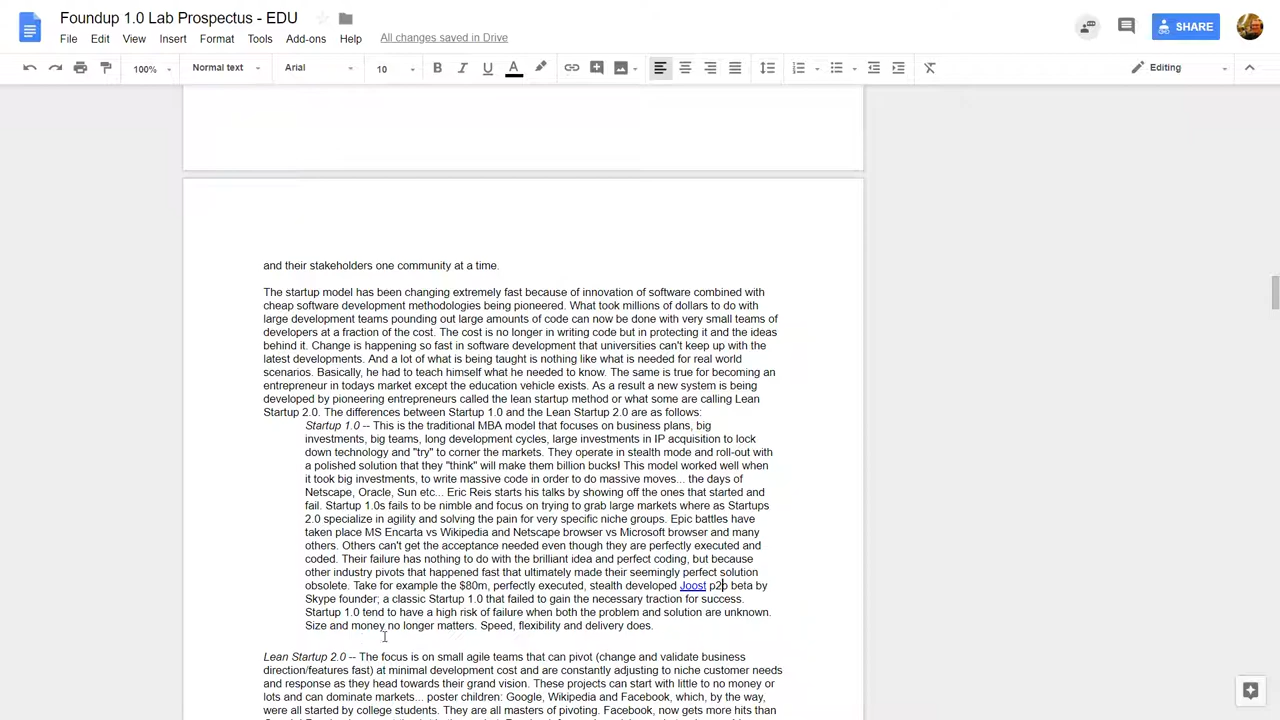 Foundup 1.0 Lab Prospectus - EDU
File Edit View Insert Format Tools Add-ons Help All changes saved in Drive
SHARE
100% Normal text Arial 10 B I U A Editing
and their stakeholders one community at a time.
The startup model has been changing extremely fast because of innovation of software combined with
cheap software development methodologies being pioneered. What took millions of dollars to do with
large development teams pounding out large amounts of code can now be done with very small teams of
developers at a fraction of the cost. The cost is no longer in writing code but in protecting it and the ideas
behind it. Change is happening so fast in software development that universities can't keep up with the
latest developments. And a lot of what is being taught is nothing like what is needed for real world
scenarios. Basically, he had to teach himself what he needed to know. The same is true for becoming an
entrepreneur in todays market except the education vehicle exists. As a result a new system is being
developed by pioneering entrepreneurs called the lean startup method or what some are calling Lean
Startup 2.0. The differences between Startup 1.0 and the Lean Startup 2.0 are as follows:
Startup 1.0 -- This is the traditional MBA model that focuses on business plans, big
investments, big teams, long development cycles, large investments in IP acquisition to lock
down technology and "try" to corner the markets. They operate in stealth mode and roll-out with
a polished solution that they "think" will make them billion bucks! This model worked well when
it took big investments, to write massive code in order to do massive moves... the days of
Netscape, Oracle, Sun etc... Eric Reis starts his talks by showing off the ones that started and
fail. Startup 1.0s fails to be nimble and focus on trying to grab large markets where as Startups
2.0 specialize in agility and solving the pain for very specific niche groups. Epic battles have
taken place MS Encarta vs Wikipedia and Netscape browser vs Microsoft browser and many
others. Others can't get the acceptance needed even though they are perfectly executed and
coded. Their failure has nothing to do with the brilliant idea and perfect coding, but because
other industry pivots that happened fast that ultimately made their seemingly perfect solution
obsolete. Take for example the $80m, perfectly executed, stealth developed Joost p2p beta by
Skype founder; a classic Startup 1.0 that failed to gain the necessary traction for success.
Startup 1.0 tend to have a high risk of failure when both the problem and solution are unknown.
Size and money no longer matters. Speed, flexibility and delivery does.
Lean Startup 2.0 -- The focus is on small agile teams that can pivot (change and validate business
direction/features fast) at minimal development cost and are constantly adjusting to niche customer needs
and response as they head towards their grand vision. These projects can start with little to no money or
lots and can dominate markets... poster children: Google, Wikipedia and Facebook, which, by the way,
were all started by college students. They are all masters of pivoting. Facebook, now gets more hits than